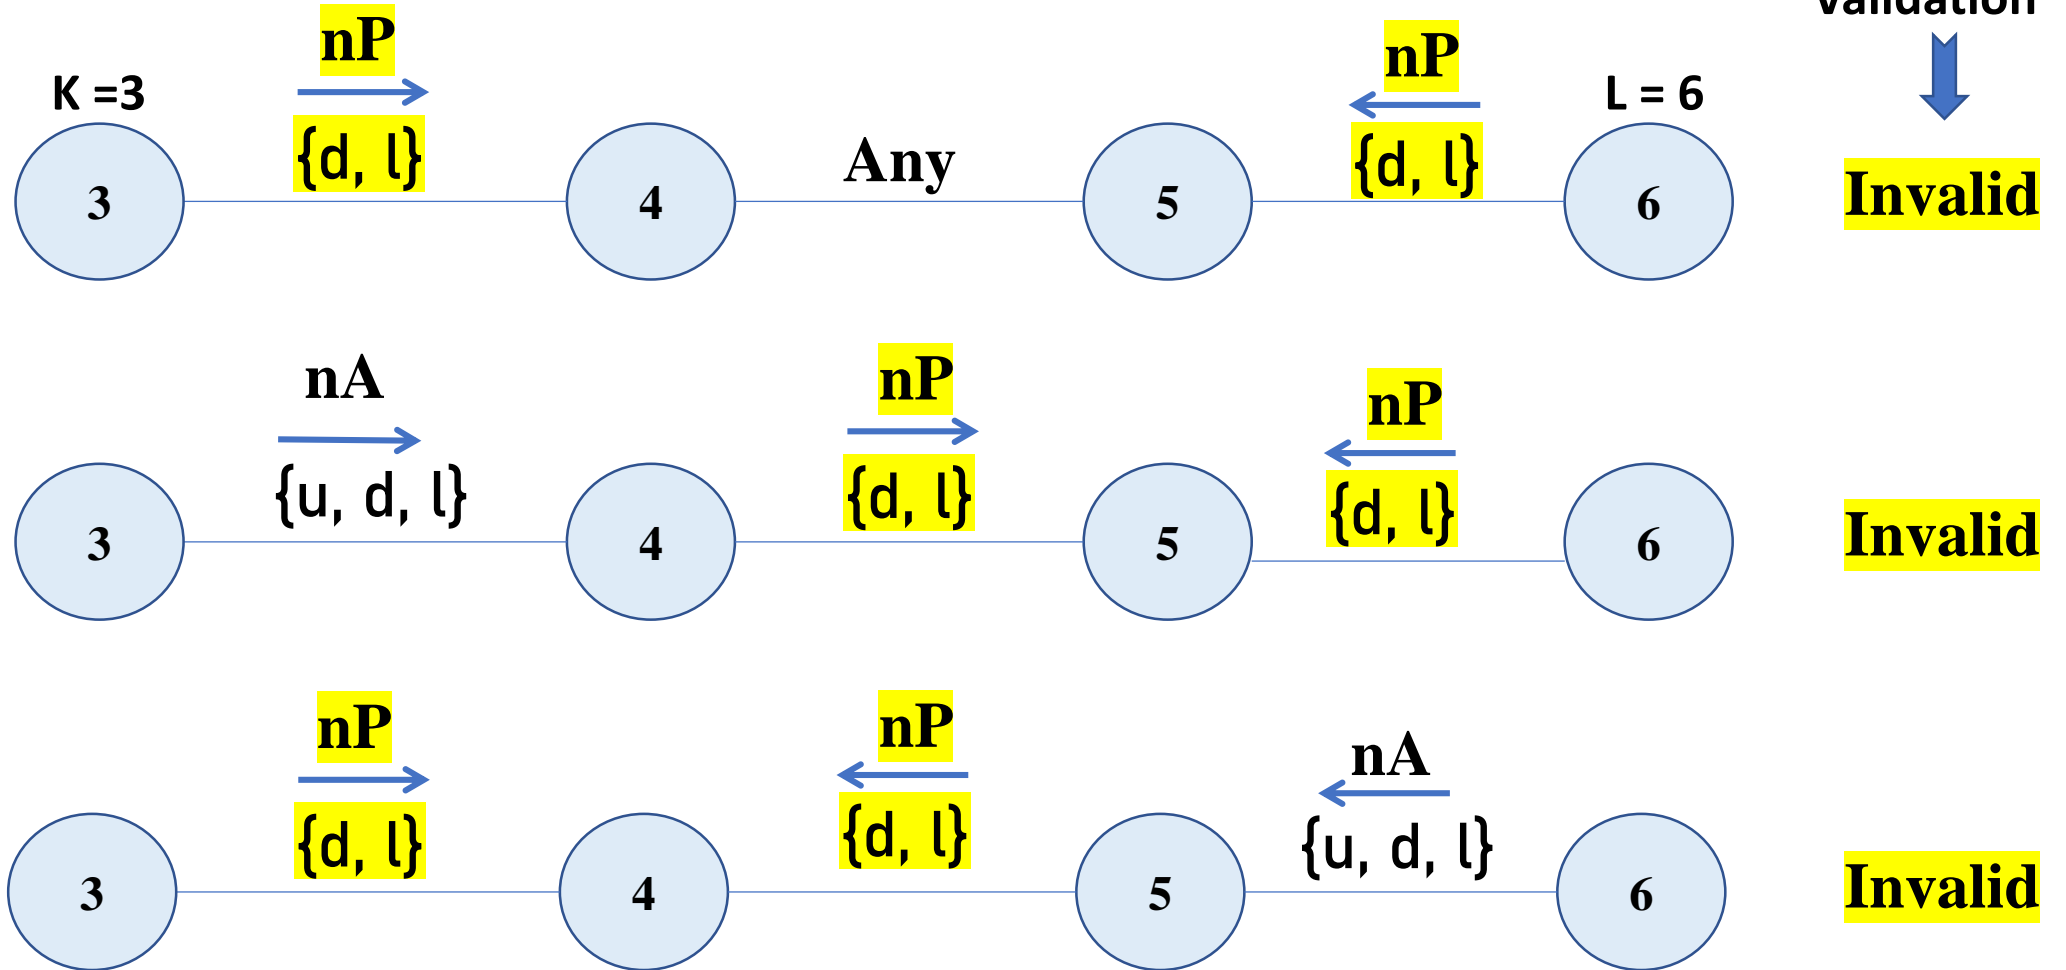 Validation
nP
nP
K =3
L = 6
{d, l}
Any
{d, l}
3
4
5
6
Invalid
nA
nP
nP
{u, d, l}
{d, l}
{d, l}
3
4
5
6
Invalid
nP
nP
nA
{d, l}
{d, l}
{u, d, l}
3
4
5
6
Invalid